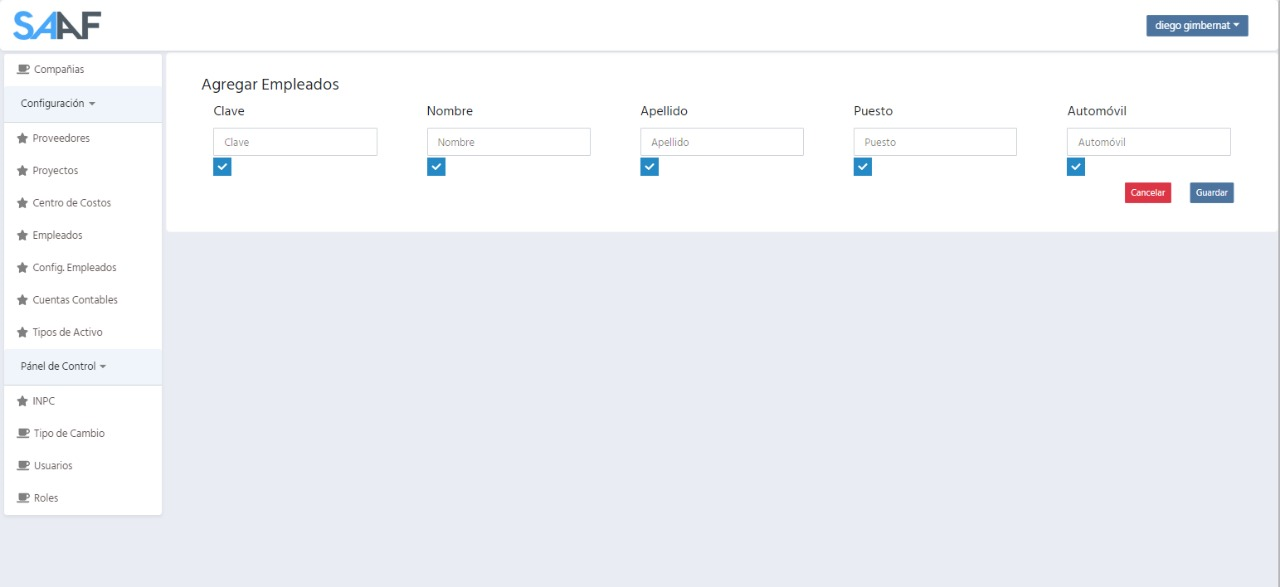 SAAF
diego gimbernat
Compañias
Configuración
Proveedores
Proyectos
Centro de Costos
Empleados
Config. Empleados
Cuentas Contables
Tipos de Activo
Pánel de Control
INPC
Tipo de Cambio
Usuarios
Roles
Agregar Empleados
Clave Nombre Apellido Puesto Automóvil
Clave Nombre Apellido Puesto Automóvil
Cancelar Guardar